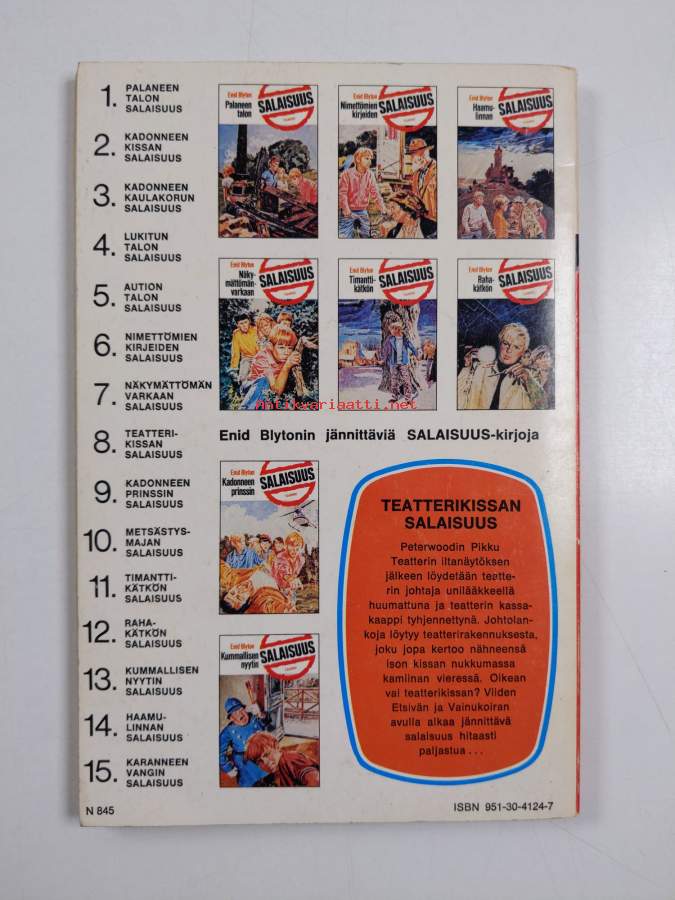 1. PALANEEN
TALON
SALAISUUS
2. KADONNEEN
KISSAN
SALAISUUS
3. KADONNEEN
KAULAKORUN
SALAISUUS
4. LUKITUN
TALON
SALAISUUS
5. AUTION
TALON
SALAISUUS
6. NIMETTÖMIEN
KIRJEIDEN
SALAISUUS
7. NÄKYMÄTTÖMÄN
VARKAAN
SALAISUUS
8. TEATTERI-
KISSAN
SALAISUUS
9. KADONNEEN
PRINSSIN
SALAISUUS
10. METSÄSTYS-
MAJAN
SALAISUUS
11. TIMANTTI-
KÄTKÖN
SALAISUUS
12. RAHA-
KÄTKÖN
SALAISUUS
13. KUMMALLISEN
NYYTIN
SALAISUUS
14. HAAMU-
LINNAN
SALAISUUS
15. KARANNEEN
VANGIN
SALAISUUS
N 845
Enid Blyton
Palaneen
talon
SALAISUUS
Enid Blyton
Nimettömien
kirjeiden
SALAISUUS
Enid Blyton
Haamu-
linnan
SALAISUUS
Enid Blyton
Näky-
mättömän
varkaan
SALAISUUS
Enid Blyton
Timantti-
kätkön
SALAISUUS
Enid Blyton
Raha-
kätkön
SALAISUUS
antikvariaatti.net
Enid Blytonin jännittäviä SALAISUUS-kirjoja
Enid Blyton
Kadonneen
prinssin
SALAISUUS
Enid Blyton
Kummallisen
nyytin
SALAISUUS
TEATTERIKISSAN
SALAISUUS
Peterwoodin Pikku
Teatterin iltanäytöksen
jälkeen löydetään teatte-
rin johtaja unilääkkeellä
huumattuna ja teatterin kassa-
kaappi tyhjennettynä. Johtolan-
koja löytyy teatterirakennuksesta,
joku jopa kertoo nähneensä
ison kissan nukkumassa
kamiinan vieressä. Oikean
vai teatterikissan? Viiden
Etsivän ja Vainukoiran
avulla alkaa jännittävä
salaisuus hitaasti
paljastua...
ISBN 951-30-4124-7